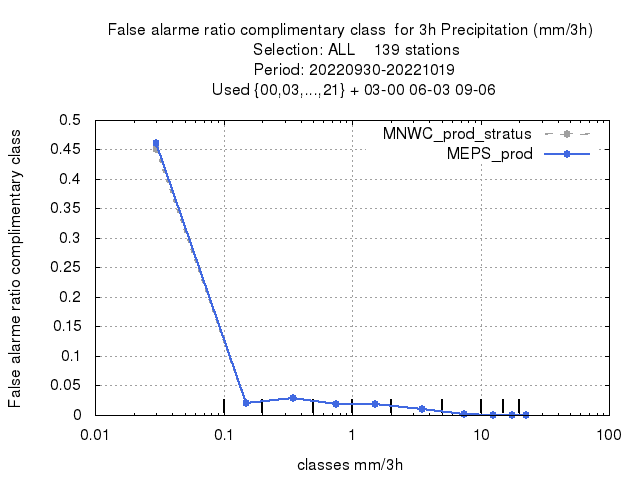 False alarme ratio complimentary class  for 3h Precipitation (mm/3h)
Selection: ALL    139 stations
Period: 20220930-20221019
Used {00,03,...,21} + 03-00 06-03 09-06
MNWC_prod_stratus
MEPS_prod
False alarme ratio complimentary class
0.5
0.45
0.4
0.35
0.3
0.25
0.2
0.15
0.1
0.05
0
0.01
0.1
1
10
100
classes mm/3h